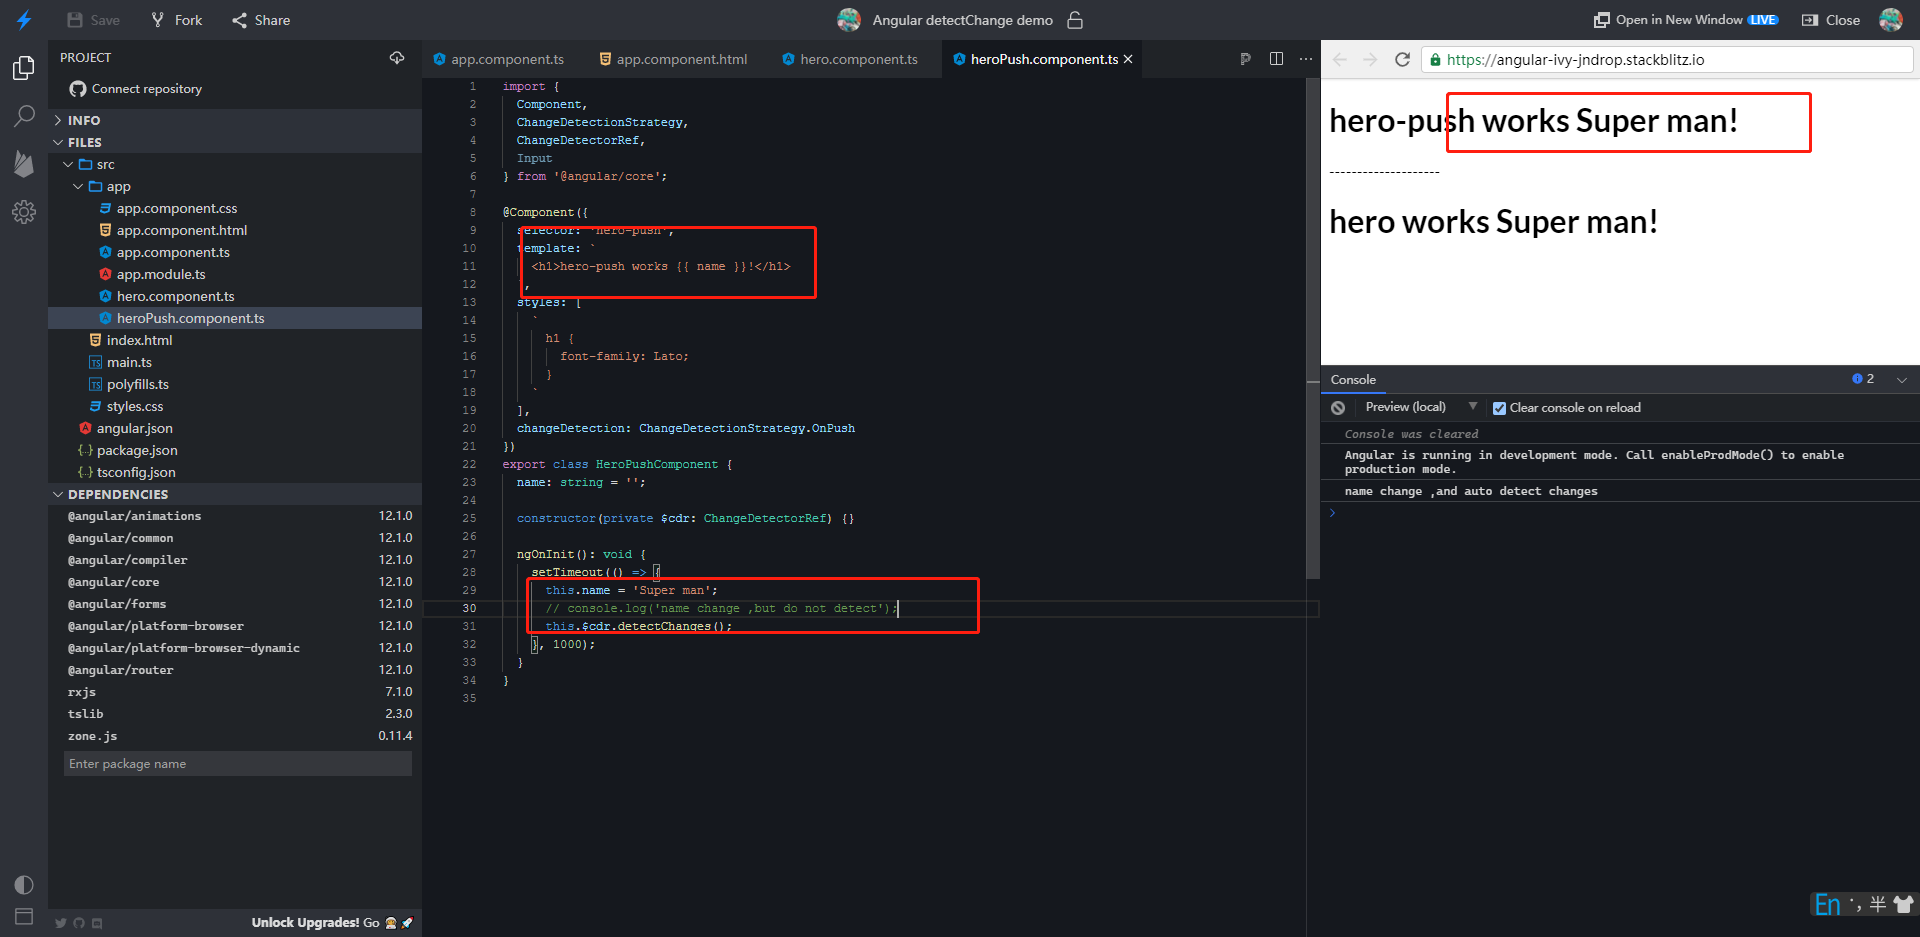 Save
Fork
Share
Angular detectChange demo
Open in New Window LIVE
Close
PROJECT
Connect repository
INFO
FILES
src
app
app.component.css
app.component.html
app.component.ts
app.module.ts
hero.component.ts
heroPush.component.ts
index.html
main.ts
polyfills.ts
styles.css
angular.json
package.json
tsconfig.json
DEPENDENCIES
@angular/animations 12.1.0
@angular/common 12.1.0
@angular/compiler 12.1.0
@angular/core 12.1.0
@angular/forms 12.1.0
@angular/platform-browser 12.1.0
@angular/platform-browser-dynamic 12.1.0
@angular/router 12.1.0
rxjs 7.1.0
tslib 2.3.0
zone.js 0.11.4
Enter package name
Unlock Upgrades! Go
app.component.ts
app.component.html
hero.component.ts
heroPush.component.ts
1 import {
2 Component,
3 ChangeDetectionStrategy,
4 ChangeDetectorRef,
5 Input
6 } from '@angular/core';
7
8 @Component({
9 selector: 'hero-push',
10 template: `
11 <h1>hero-push works {{ name }}!</h1>
12 `,
13 styles: [
14 `
15 h1 {
16 font-family: Lato;
17 }
18 `
19 ],
20 changeDetection: ChangeDetectionStrategy.OnPush
21 })
22 export class HeroPushComponent {
23 name: string = '';
24
25 constructor(private $cdr: ChangeDetectorRef) {}
26
27 ngOnInit(): void {
28 setTimeout(() => {
29 this.name = 'Super man';
30 // console.log('name change ,but do not detect');
31 this.$cdr.detectChanges();
32 }, 1000);
33 }
34 }
35
https://angular-ivy-jndrop.stackblitz.io
hero-push works Super man!
--------------------
hero works Super man!
Console
2
Preview (local)
Clear console on reload
Console was cleared
Angular is running in development mode. Call enableProdMode() to enable
production mode.
name change ,and auto detect changes
En 半